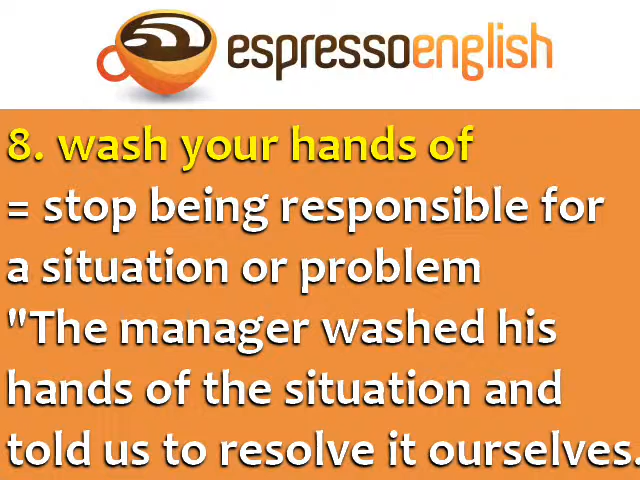 espressoenglish
8. wash your hands of
= stop being responsible for
a situation or problem
"The manager washed his
hands of the situation and
told us to resolve it ourselves.